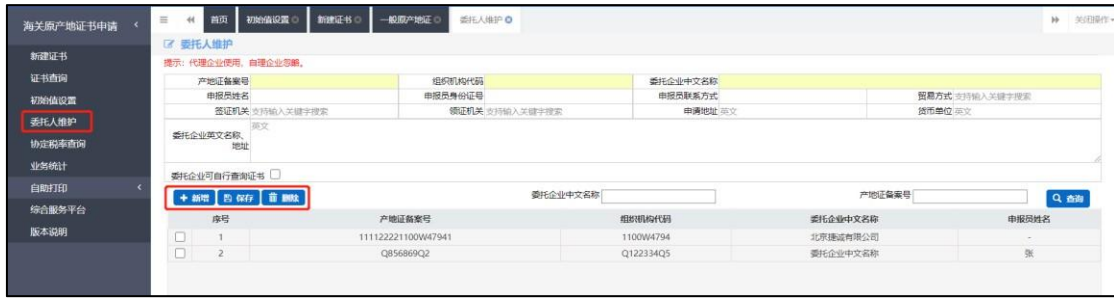 海关原产地证书申请
首页 初始值设置 新建证书 一般原产地证 委托人维护 关闭操作
新建证书
证书查询
初始值设置
委托人维护
协定税率查询
业务统计
自助打印
综合服务平台
版本说明
委托人维护
提示：代理企业使用，自理企业忽略。
产地证备案号 组织机构代码 委托企业中文名称
申报员姓名 申报员身份证号 申报员联系方式 贸易方式 支持输入关键字搜索
签证机关 支持输入关键字搜索 领证机关 支持输入关键字搜索 申请地址 英文 货币单位 英文
委托企业英文名称、地址 英文
委托企业可自行查询证书
新增 保存 删除 委托企业中文名称 产地证备案号 查询
序号 产地证备案号 组织机构代码 委托企业中文名称 申报员姓名
1 111122221100W47941 1100W4794 北京捷诚有限公司 -
2 Q856869Q2 Q122334Q5 委托企业中文名称 张